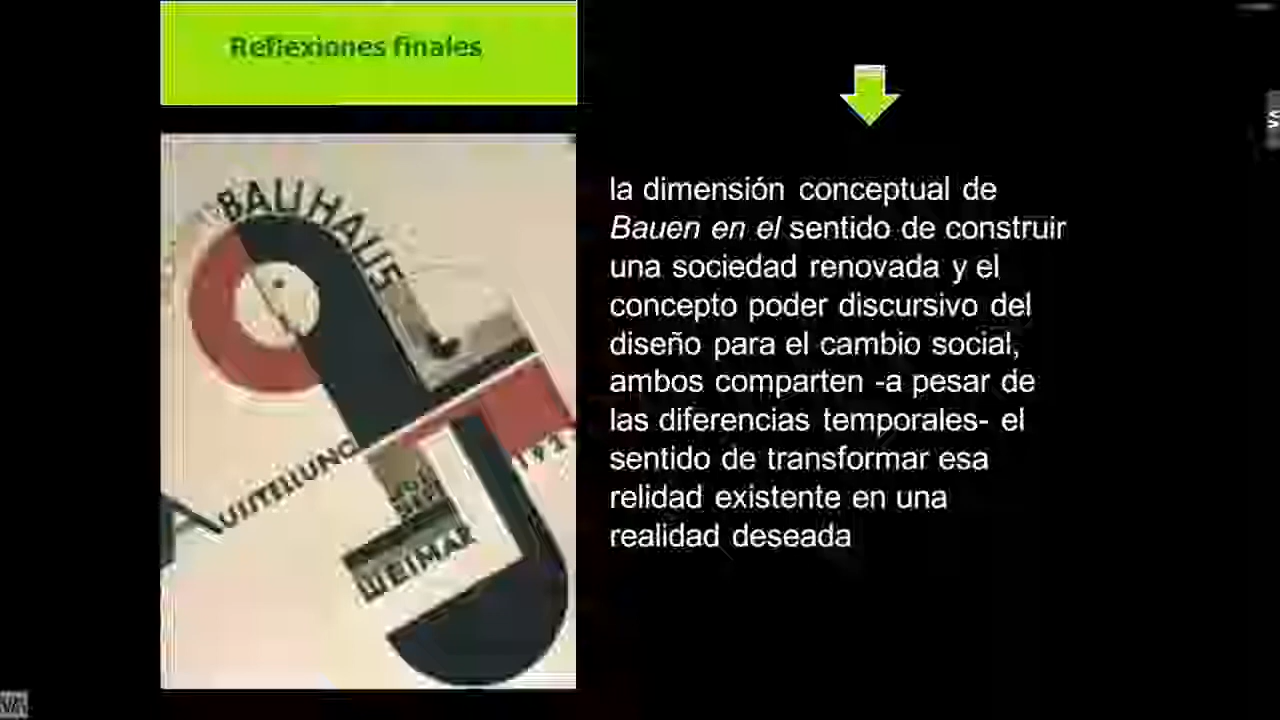 Reflexiones finales
la dimensión conceptual de
Bauen en el sentido de construir
una sociedad renovada y el
concepto poder discursivo del
diseño para el cambio social,
ambos comparten -a pesar de
las diferencias temporales- el
sentido de transformar esa
relidad existente en una
realidad deseada
BAUHAUS
AUSSTELLUNG
WEIMAR